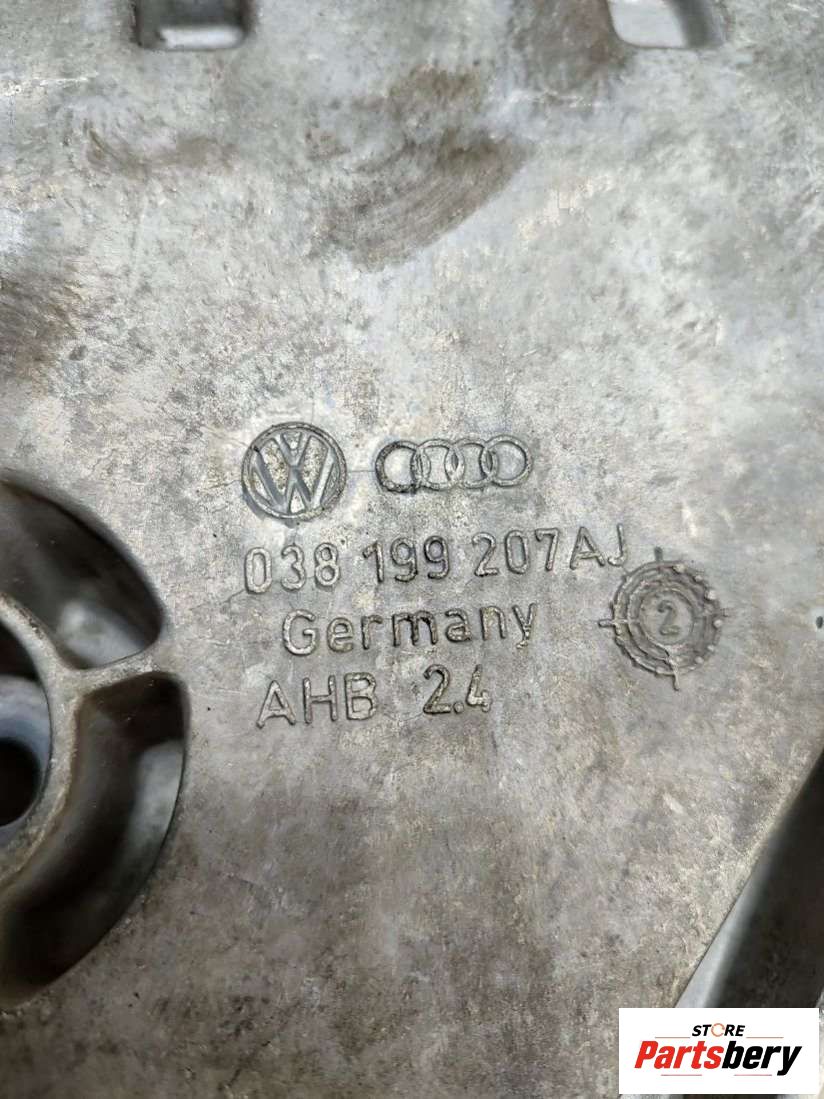 038 199 207AJ
Germany
2
AHB 2.4
STORE
Partsbery